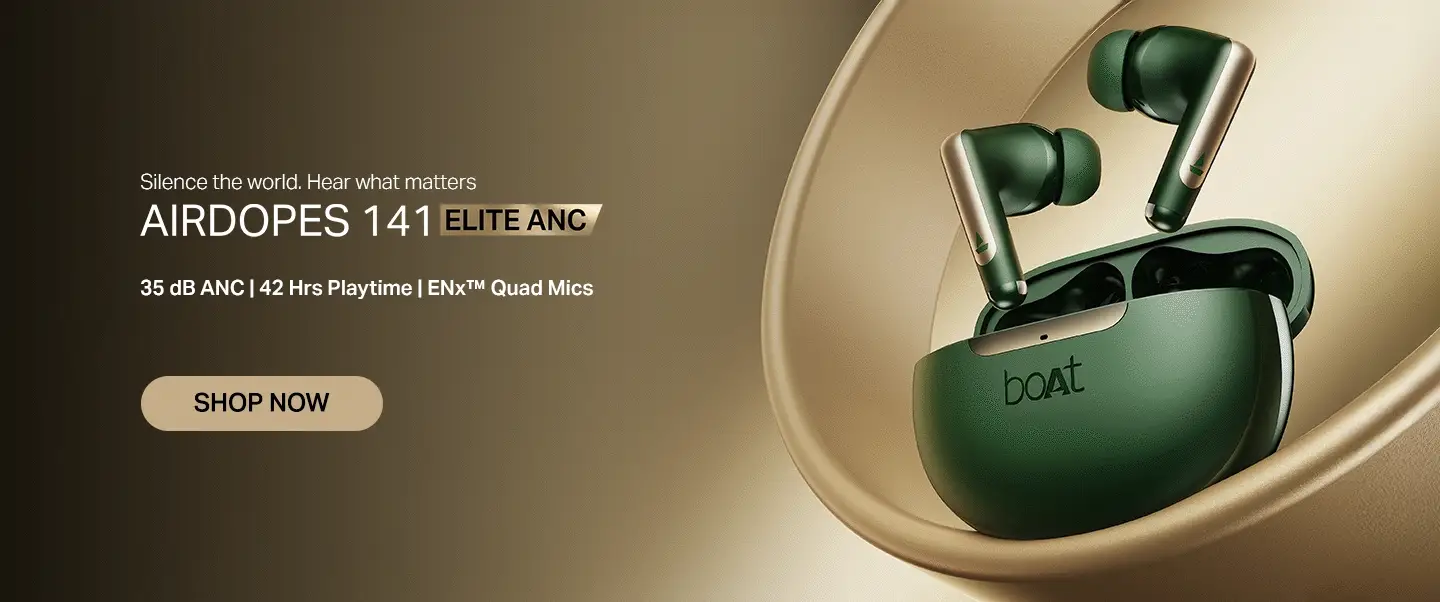 Silence the world. Hear what matters
AIRDOPES 141 ELITE ANC
35 dB ANC | 42 Hrs Playtime | ENx™ Quad Mics
SHOP NOW
boAt